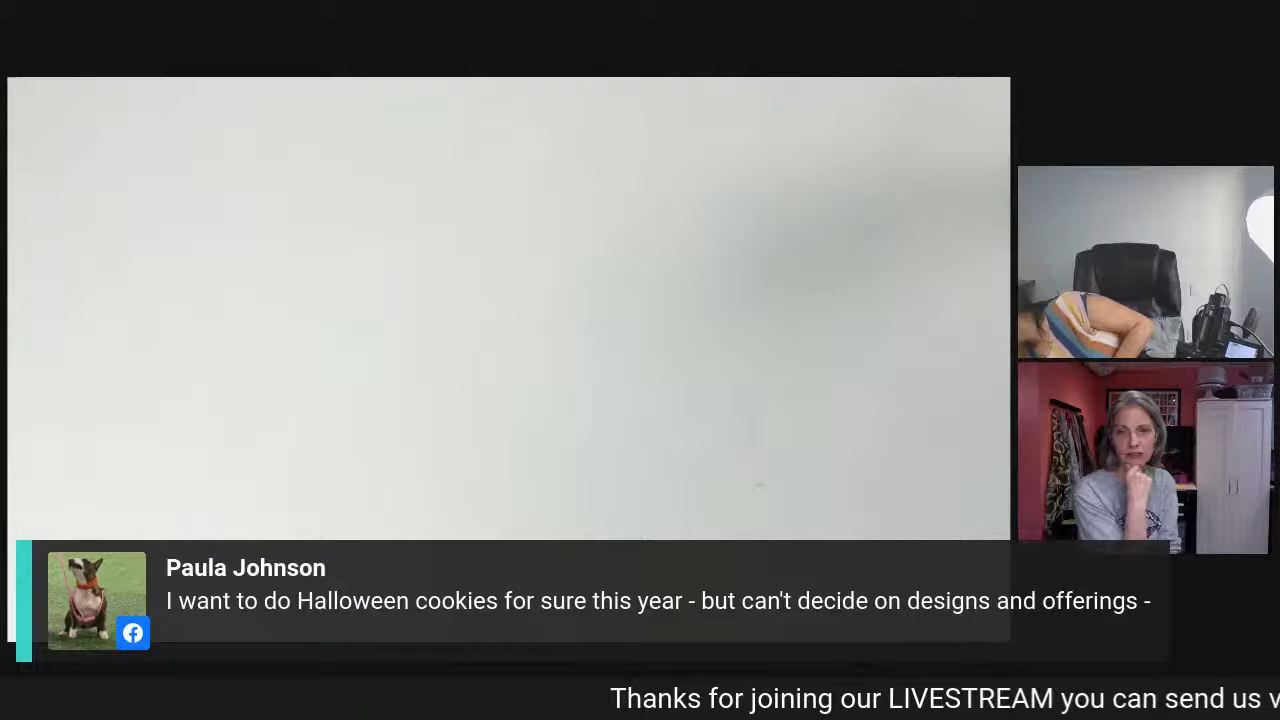 Paula Johnson
I want to do Halloween cookies for sure this year - but can't decide on designs and offerings -
Thanks for joining our LIVESTREAM you can send us